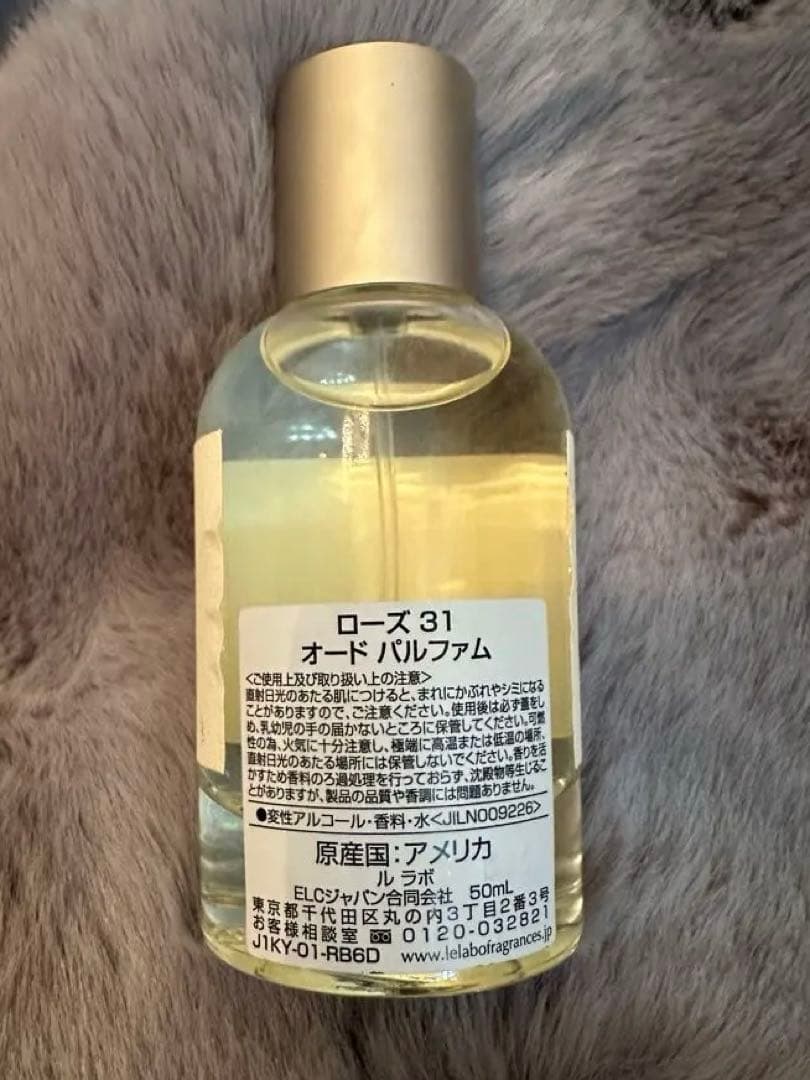 ローズ 31
オード パルファム
<ご使用上及び取り扱い上の注意>
直射日光のあたる肌につけると、まれにかぶれやシミになる
ことがありますので、ご注意ください。使用後は必ず蓋をし
め、乳幼児の手の届かないところに保管してください。可燃
性の為、火気に十分注意し、極端に高温または低温の場所、
直射日光のあたる場所には保管しないでください。香りを活
かすため香料のろ過処理を行っておらず、沈殿物等生じるこ
とがありますが、製品の品質や香調には問題ありません。
●変性アルコール・香料・水<JILN009226>
原産国：アメリカ
ル ラボ
ELCジャパン合同会社 50mL
東京都千代田区丸の内3丁目2番3号
お客様相談室 0120-032821
J1KY-01-RB6D www.lelabofragrances.jp